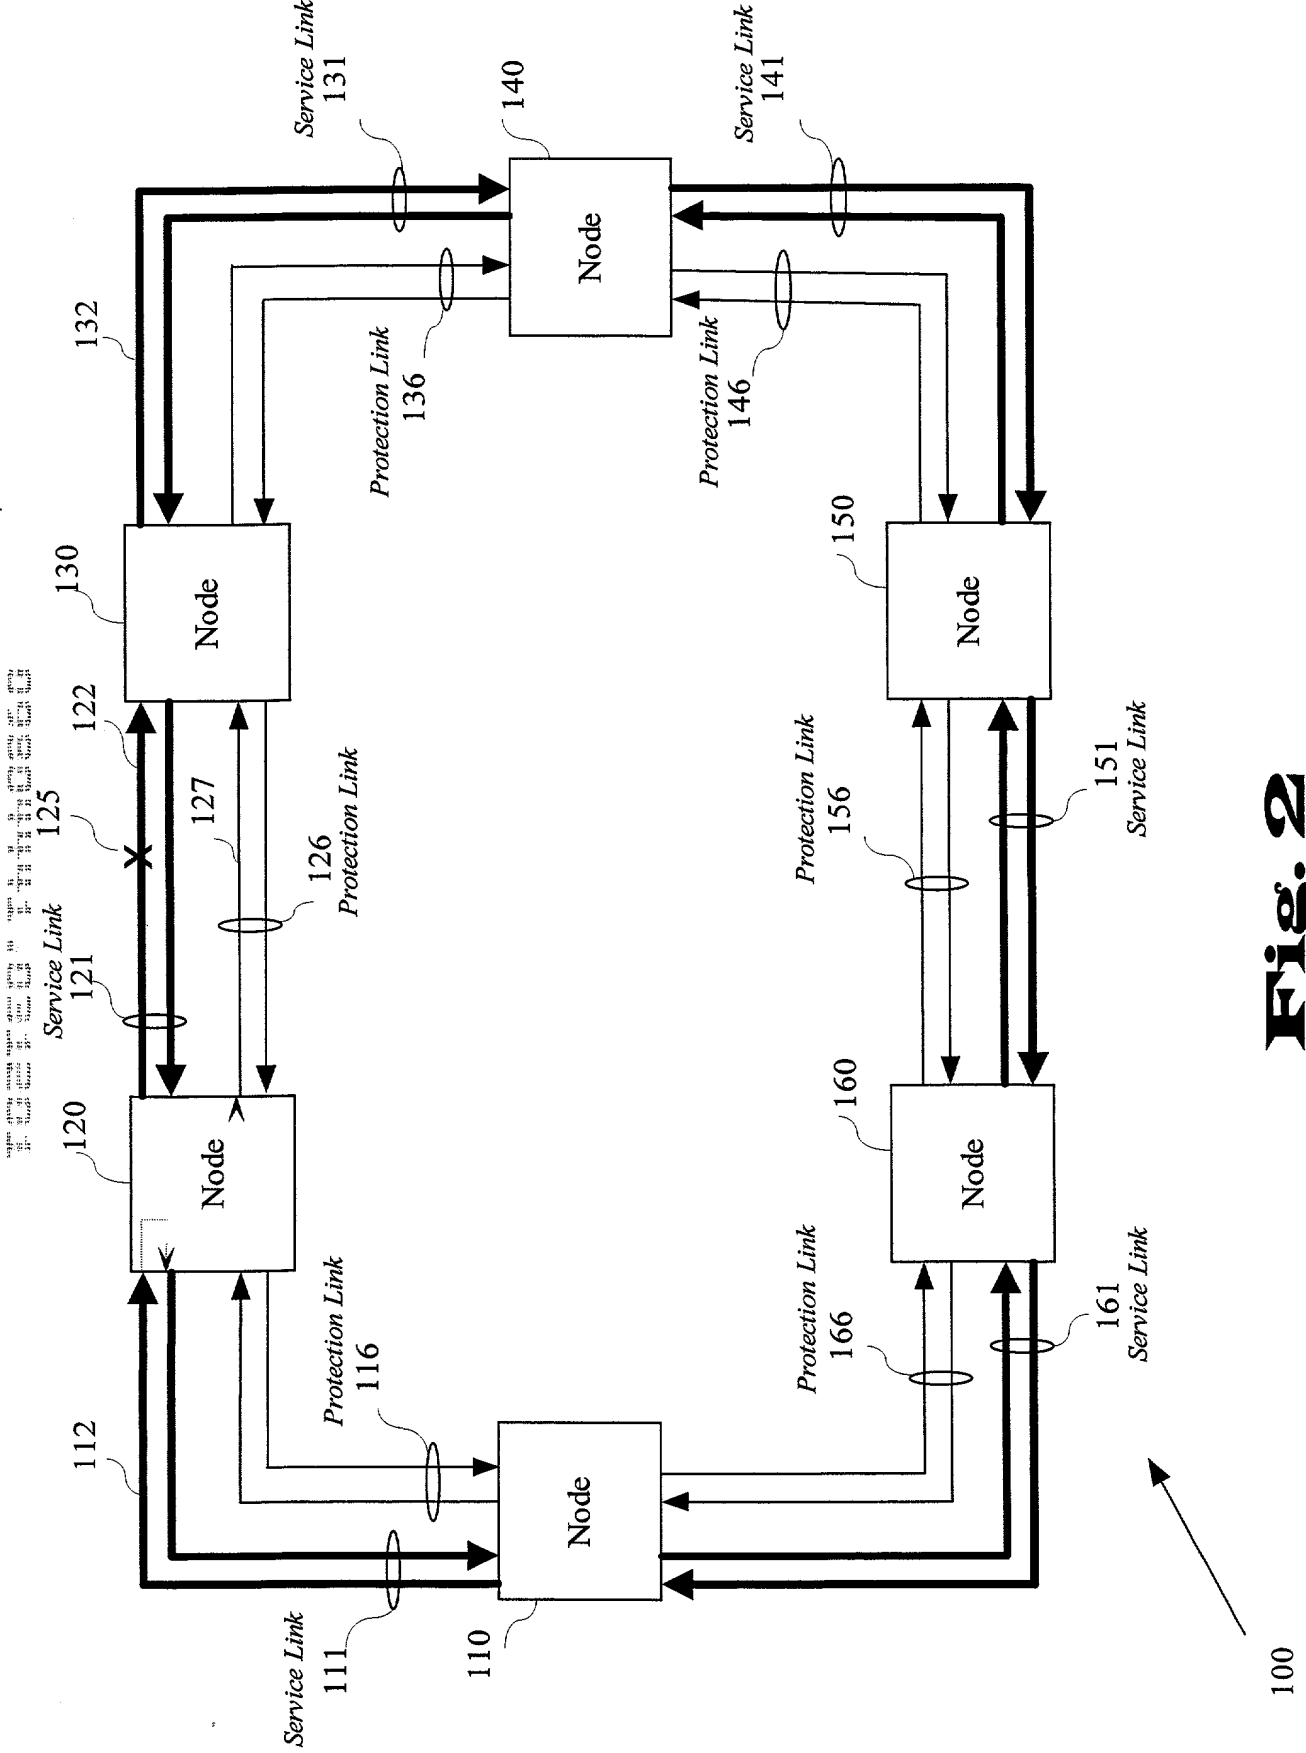 Service Link
111
112
110
Node
Protection Link
116
120
Node
Service Link
121
125
122
127
126
Protection Link
130
Node
132
Service Link
131
Protection Link
136
140
Node
Service Link
141
Protection Link
146
150
Node
Protection Link
156
151
Service Link
160
Node
Protection Link
166
161
Service Link
X
100
Fig. 2